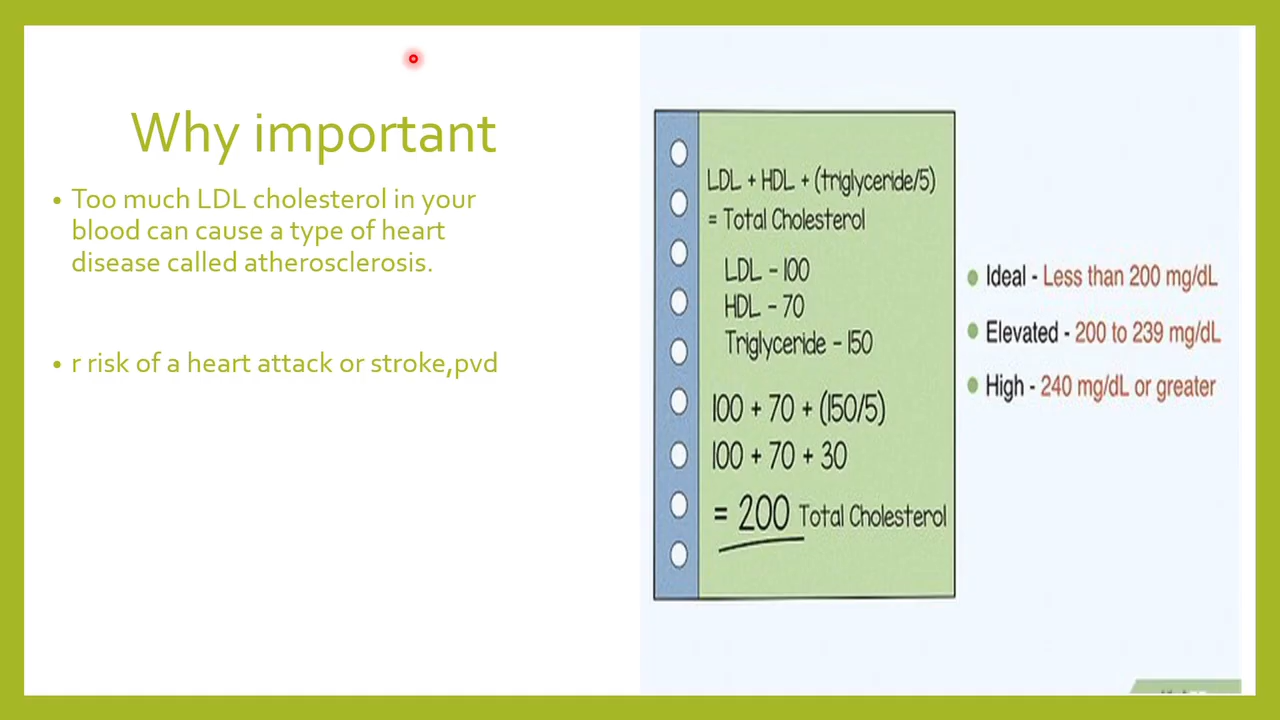 Why important
• Too much LDL cholesterol in your
blood can cause a type of heart
disease called atherosclerosis.
• r risk of a heart attack or stroke,pvd
LDL + HDL + (triglyceride/5)
= Total Cholesterol
LDL - 100
HDL - 70
Triglyceride - 150
100 + 70 + (150/5)
100 + 70 + 30
= 200 Total Cholesterol
• Ideal - Less than 200 mg/dL
• Elevated - 200 to 239 mg/dL
• High - 240 mg/dL or greater